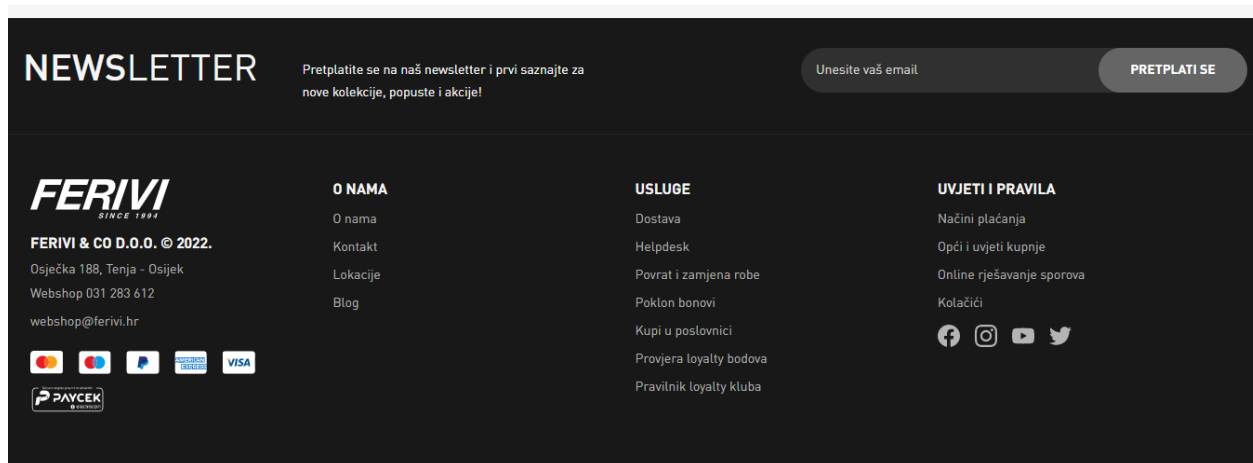 NEWSLETTER
Pretplatite se na naš newsletter i prvi saznajte za
nove kolekcije, popuste i akcije!
Unesite vaš email
PRETPLATI SE
FERIVI
SINCE 1994
FERIVI & CO D.O.O. © 2022.
Osječka 188, Tenja - Osijek
Webshop 031 283 612
webshop@ferivi.hr
AMERICAN
EXPRESS
VISA
PAYCEK
O NAMA
O nama
Kontakt
Lokacije
Blog
USLUGE
Dostava
Helpdesk
Povrat i zamjena robe
Poklon bonovi
Kupi u poslovnici
Provjera loyalty bodova
Pravilnik loyalty kluba
UVJETI I PRAVILA
Načini plaćanja
Opći i uvjeti kupnje
Online rješavanje sporova
Kolačići